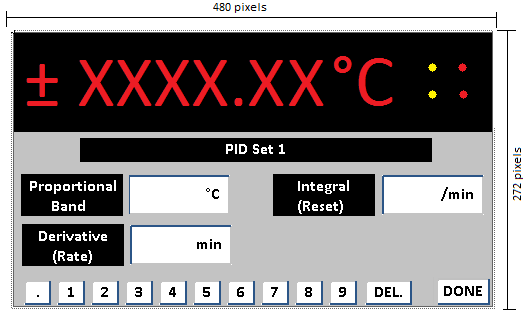 480 pixels
± XXXX.XX°C
272 pixels
PID Set 1
Proportional
Band
°C
Integral
(Reset)
/min
Derivative
(Rate)
min
. 1 2 3 4 5 6 7 8 9 DEL. DONE